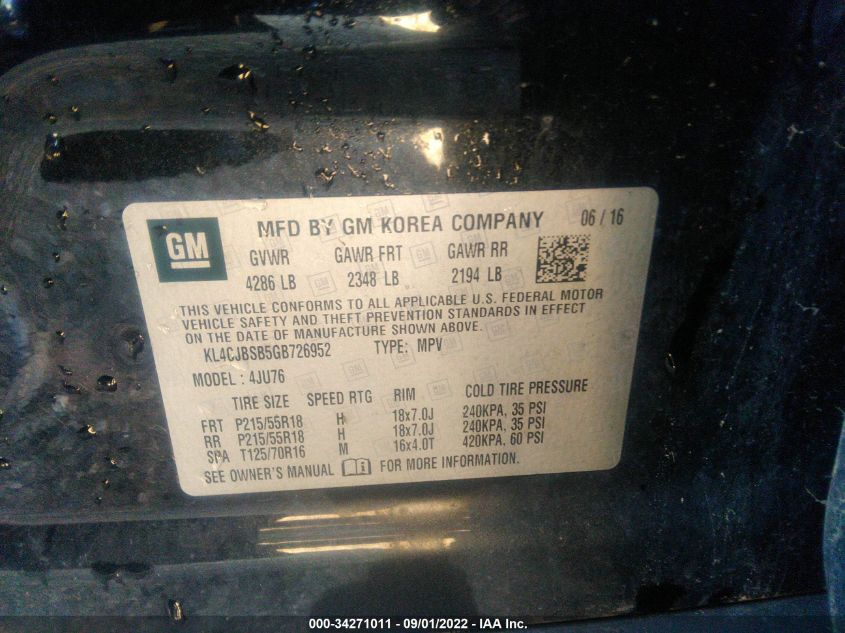 GM
MFD BY GM KOREA COMPANY 06 / 16
GVWR GAWR FRT GAWR RR
4286 LB 2348 LB 2194 LB
THIS VEHICLE CONFORMS TO ALL APPLICABLE U.S. FEDERAL MOTOR
VEHICLE SAFETY AND THEFT PREVENTION STANDARDS IN EFFECT
ON THE DATE OF MANUFACTURE SHOWN ABOVE.
KL4CJBSB5GB726952 TYPE: MPV
MODEL : 4JU76
TIRE SIZE SPEED RTG RIM COLD TIRE PRESSURE
FRT P215/55R18 H 18x7.0J 240KPA, 35 PSI
RR P215/55R18 H 18x7.0J 240KPA, 35 PSI
SPA T125/70R16 M 16x4.0T 420KPA, 60 PSI
SEE OWNER'S MANUAL FOR MORE INFORMATION.
000-34271011 - 09/01/2022 - IAA Inc.